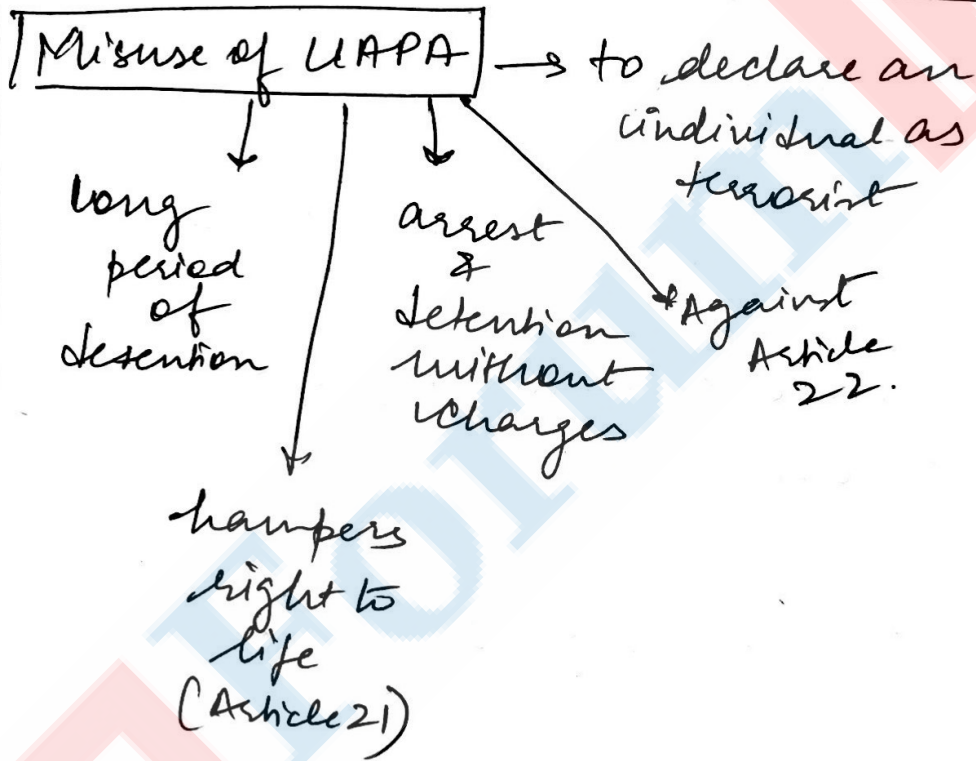 Misuse of UAPA → to declare an
individual as
terrorist
long
period
of
detention
arrest
&
detention
without
charges
Against
Article
22.
hampers
right to
life
(Article 21)
Forum